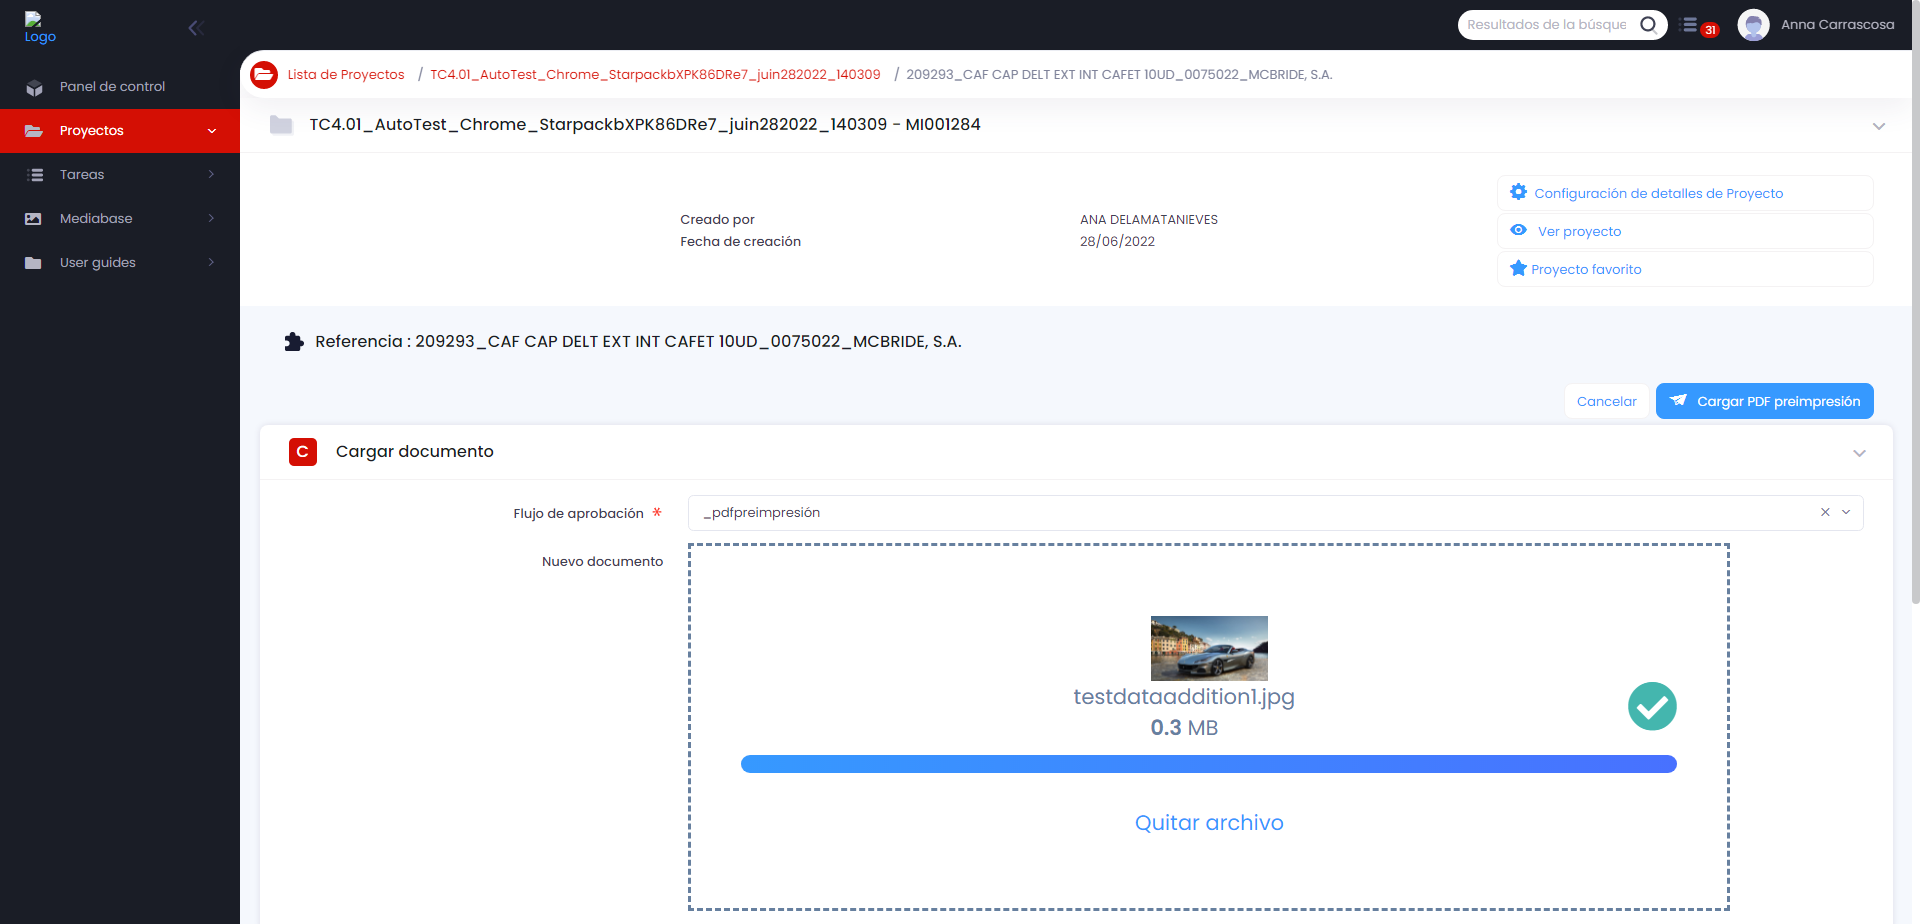 Logo
Resultados de la búsque
31
Anna Carrascosa
Panel de control
Proyectos
Tareas
Mediabase
User guides
Lista de Proyectos / TC4.01_AutoTest_Chrome_StarpackbXPK86DRe7_juin282022_140309 / 209293_CAF CAP DELT EXT INT CAFET 10UD_0075022_MCBRIDE, S.A.
TC4.01_AutoTest_Chrome_StarpackbXPK86DRe7_juin282022_140309 - MI001284
Creado por ANA DELAMATANIEVES
Fecha de creación 28/06/2022
Configuración de detalles de Proyecto
Ver proyecto
Proyecto favorito
Referencia : 209293_CAF CAP DELT EXT INT CAFET 10UD_0075022_MCBRIDE, S.A.
Cancelar
Cargar PDF preimpresión
C Cargar documento
Flujo de aprobación * _pdfpreimpresión
Nuevo documento
testdataaddition1.jpg
0.3 MB
Quitar archivo